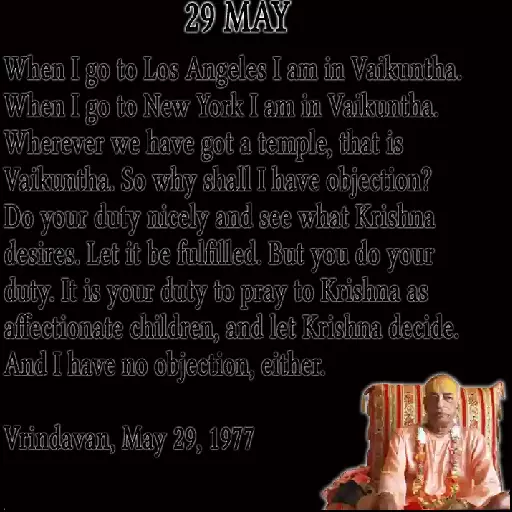 29 MAY
When I go to Los Angeles I am in Vaikuntha.
When I go to New York I am in Vaikuntha.
Wherever we have got a temple, that is
Vaikuntha. So why shall I have objection?
Do your duty nicely and see what Krishna
desires. Let it be fulfilled. But you do your
duty. It is your duty to pray to Krishna as
affectionate children, and let Krishna decide.
And I have no objection, either.
Vrindavan, May 29, 1977